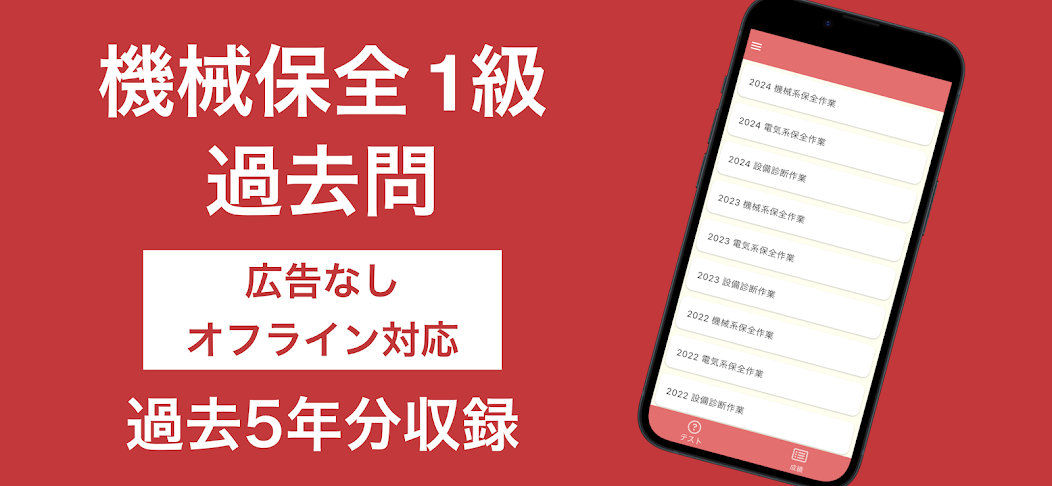 機械保全 1級
過去問
広告なし
オフライン対応
過去5年分収録
2024 機械系保全作業
2024 電気系保全作業
2024 設備診断作業
2023 機械系保全作業
2023 電気系保全作業
2023 設備診断作業
2022 機械系保全作業
2022 電気系保全作業
2022 設備診断作業
テスト
成績